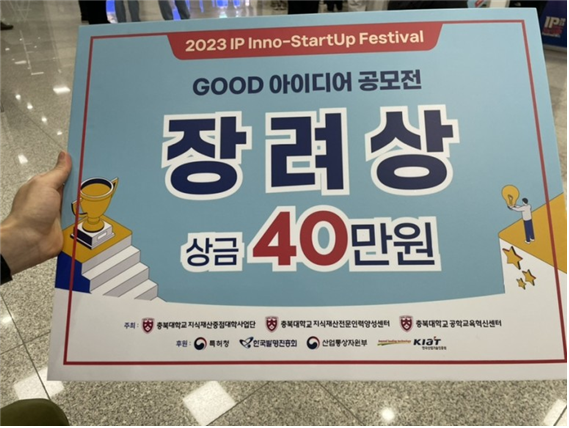 2023 IP Inno-StartUp Festival
GOOD 아이디어 공모전
장려상
상금 40만원
주최 : 충북대학교 지식재산중점대학사업단 충북대학교 지식재산전문인력양성센터 충북대학교 공학교육혁신센터
후원 : 특허청 한국발명진흥회 산업통상자원부 KIAT
IP